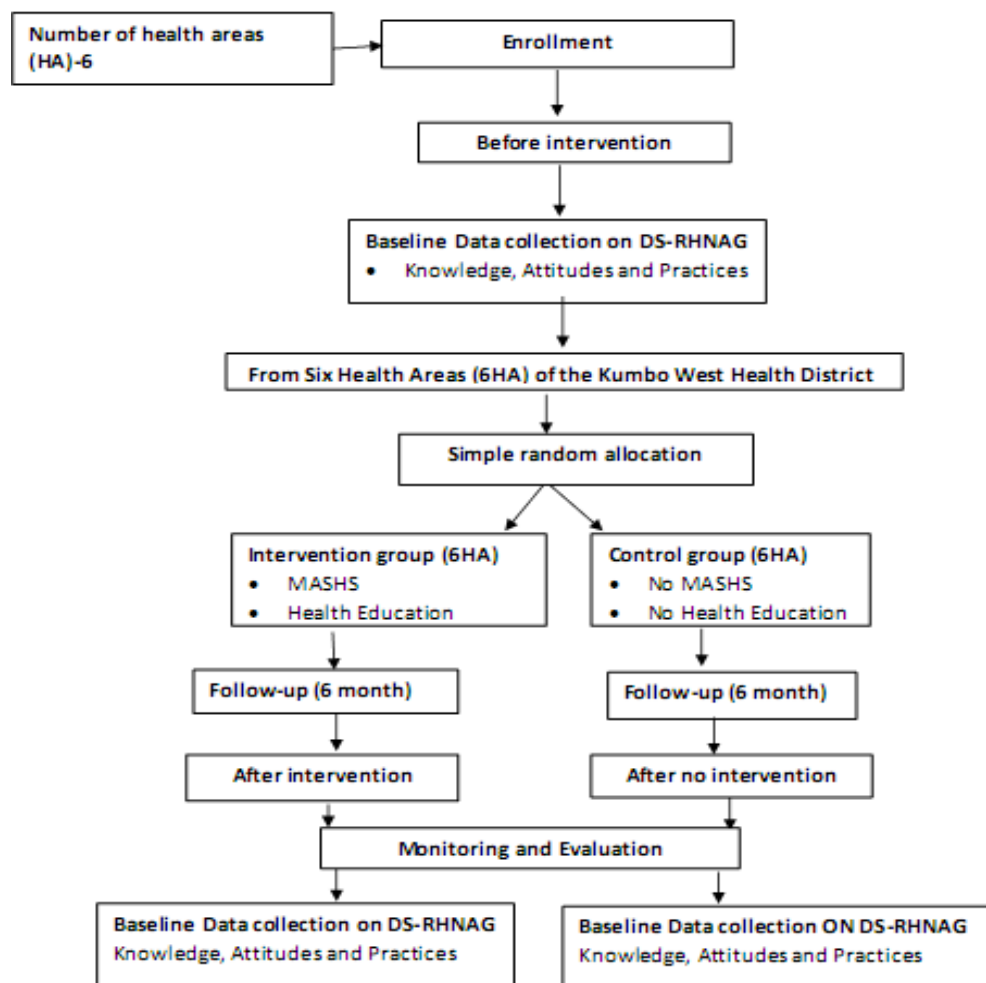 Number of health areas
(HA)-6
Enrollment
Before intervention
Baseline Data collection on DS-RHNAG
• Knowledge, Attitudes and Practices
From Six Health Areas (6HA) of the Kumbo West Health District
Simple random allocation
Intervention group (6HA)
• MASHS
• Health Education
Control group (6HA)
• No MASHS
• No Health Education
Follow-up (6 month)
Follow-up (6 month)
After intervention
After no intervention
Monitoring and Evaluation
Baseline Data collection on DS-RHNAG
Knowledge, Attitudes and Practices
Baseline Data collection ON DS-RHNAG
Knowledge, Attitudes and Practices